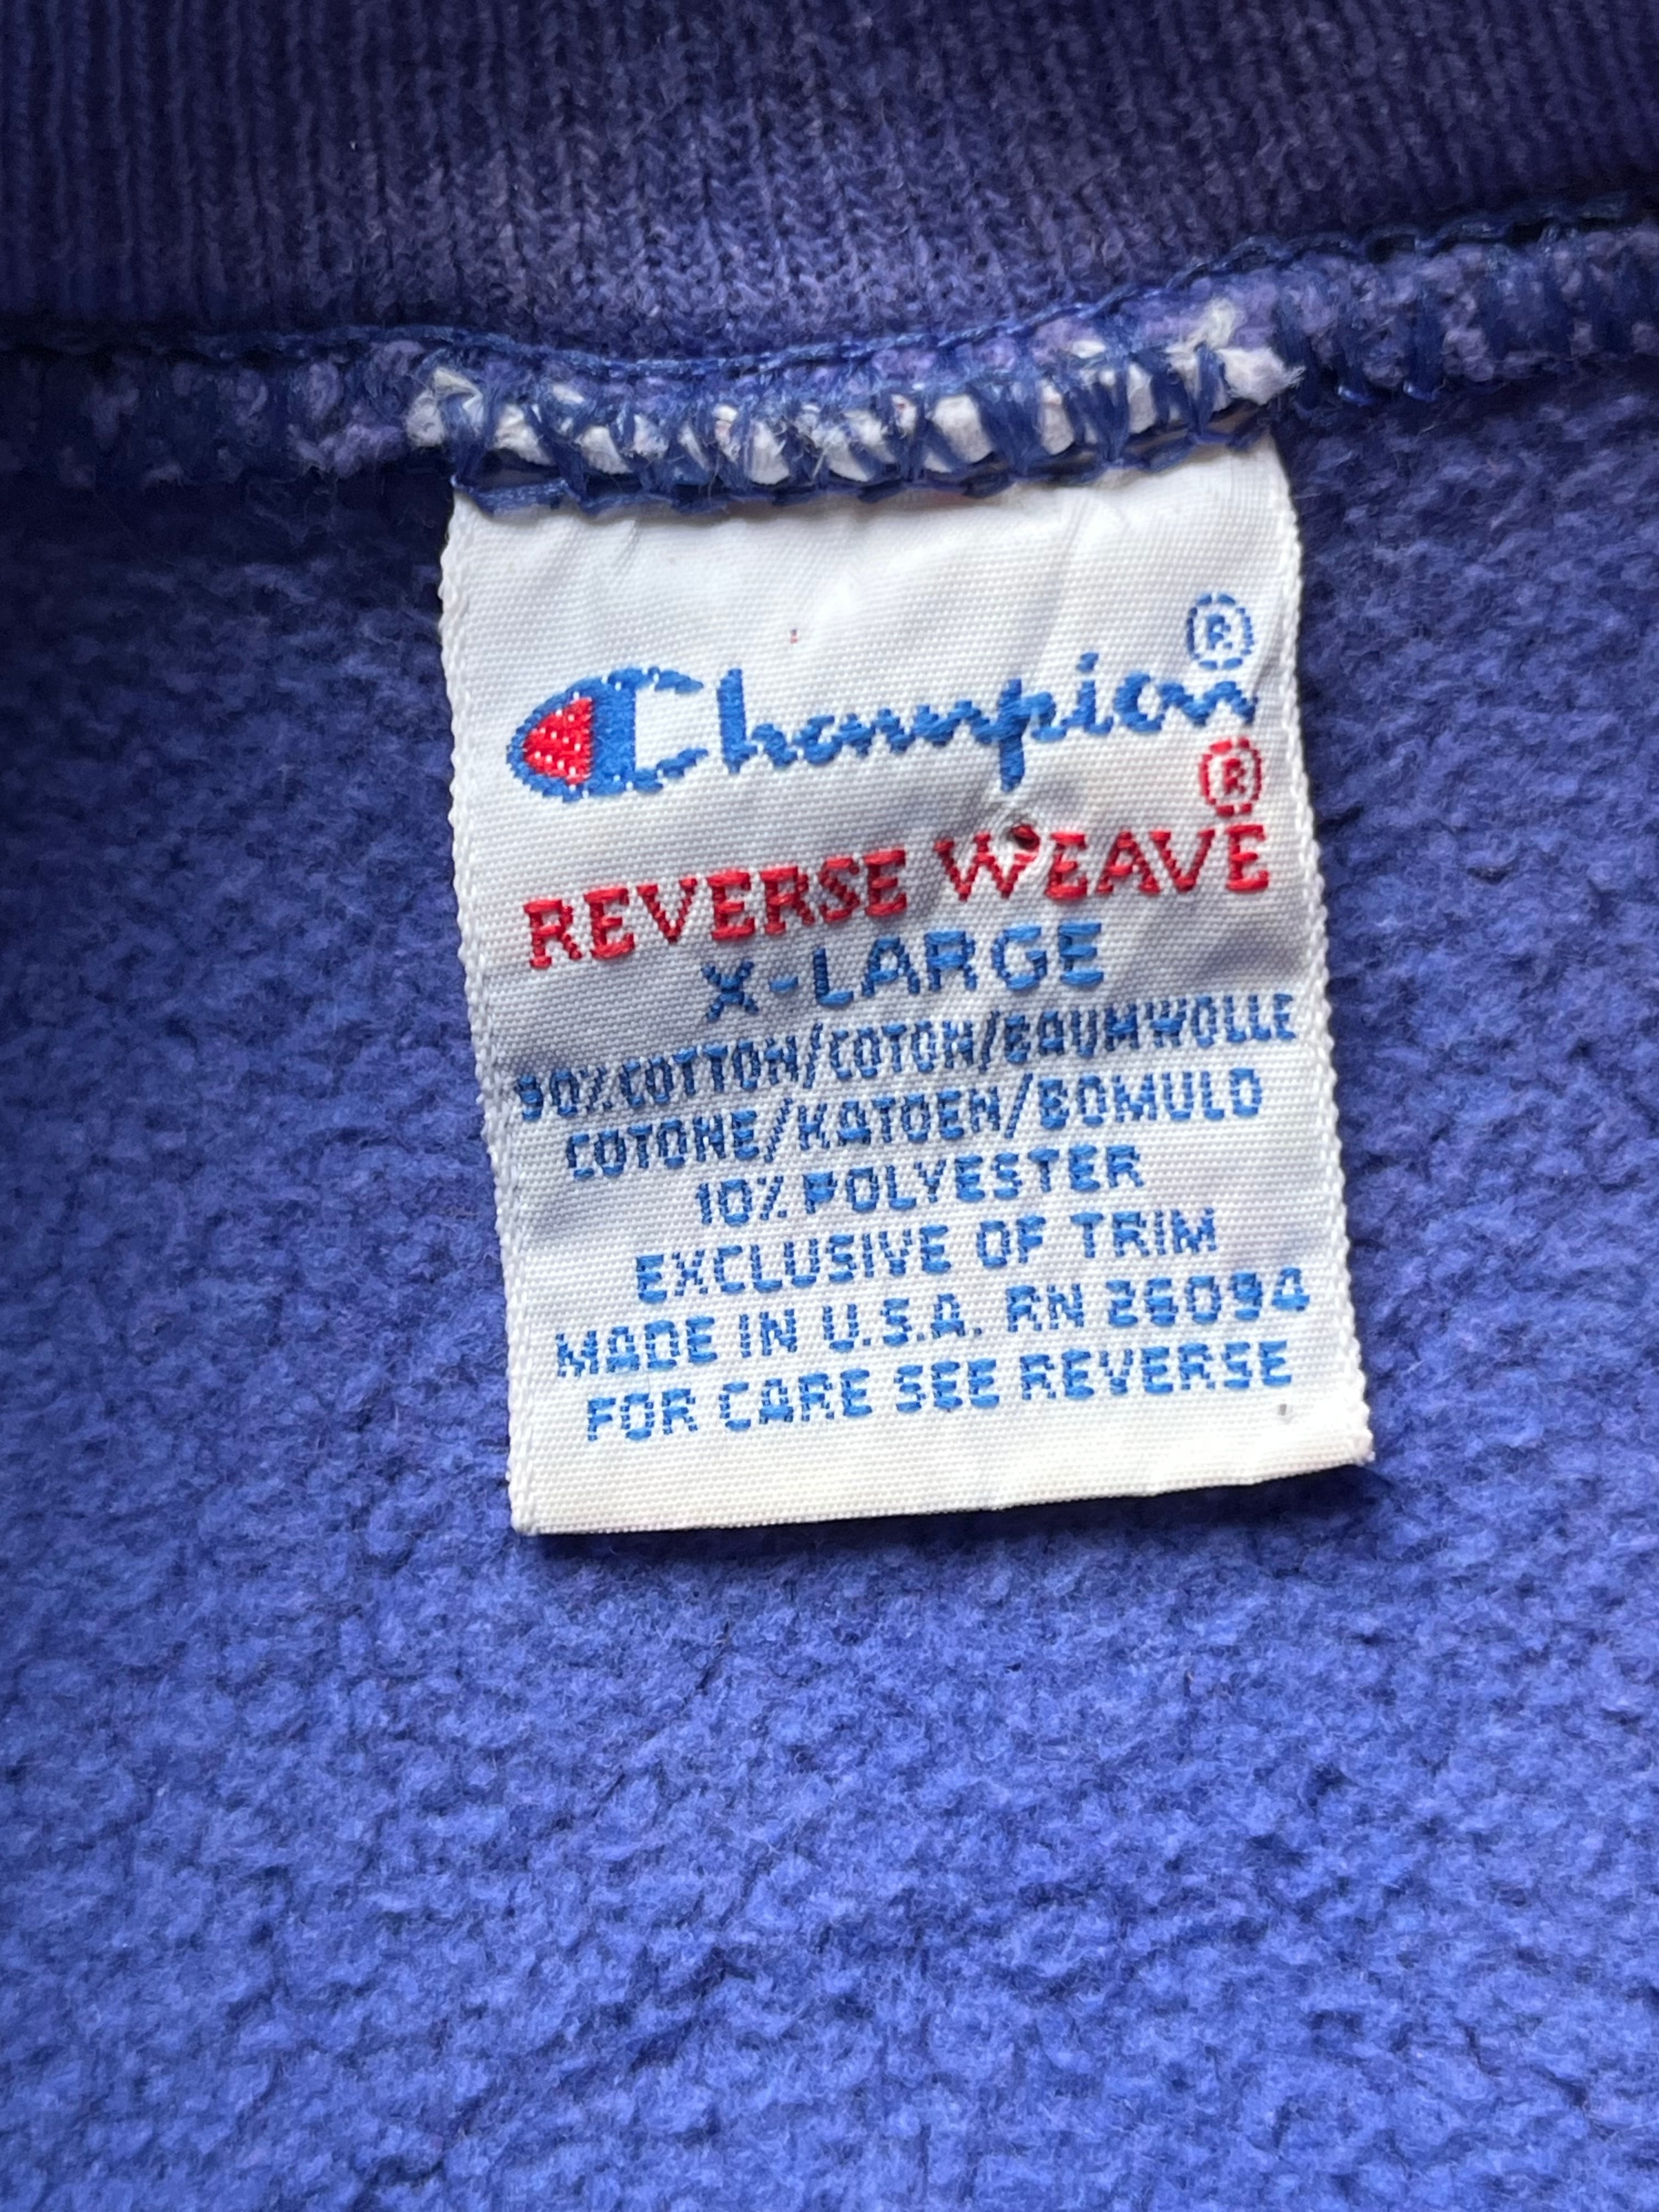 Champion®
REVERSE WEAVE®
X-LARGE
90% COTTON/COTON/BAUMWOLLE
COTONE/KATOEN/BOMULD
10% POLYESTER
EXCLUSIVE OF TRIM
MADE IN U.S.A. RN 26094
FOR CARE SEE REVERSE